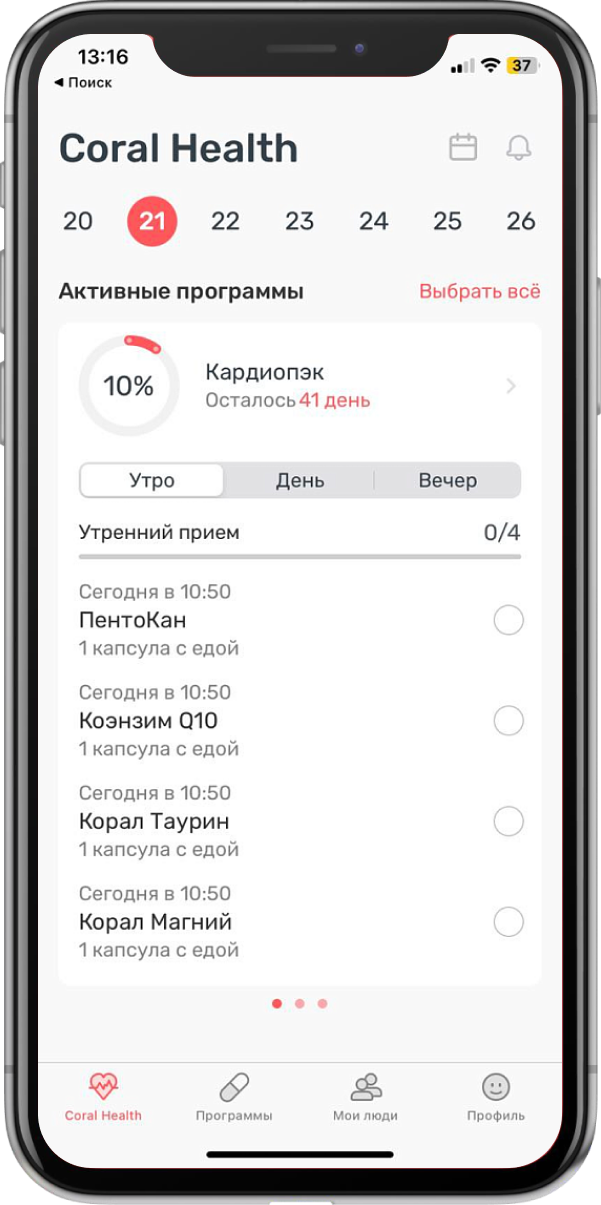 13:16
37
◀ Поиск
Coral Health
20 21 22 23 24 25 26
Активные программы Выбрать всё
10%
Кардиопэк
Осталось 41 день
Утро День Вечер
Утренний прием 0/4
Сегодня в 10:50
ПентоКан
1 капсула с едой
Сегодня в 10:50
Коэнзим Q10
1 капсула с едой
Сегодня в 10:50
Корал Таурин
1 капсула с едой
Сегодня в 10:50
Корал Магний
1 капсула с едой
Coral Health Программы Мои люди Профиль